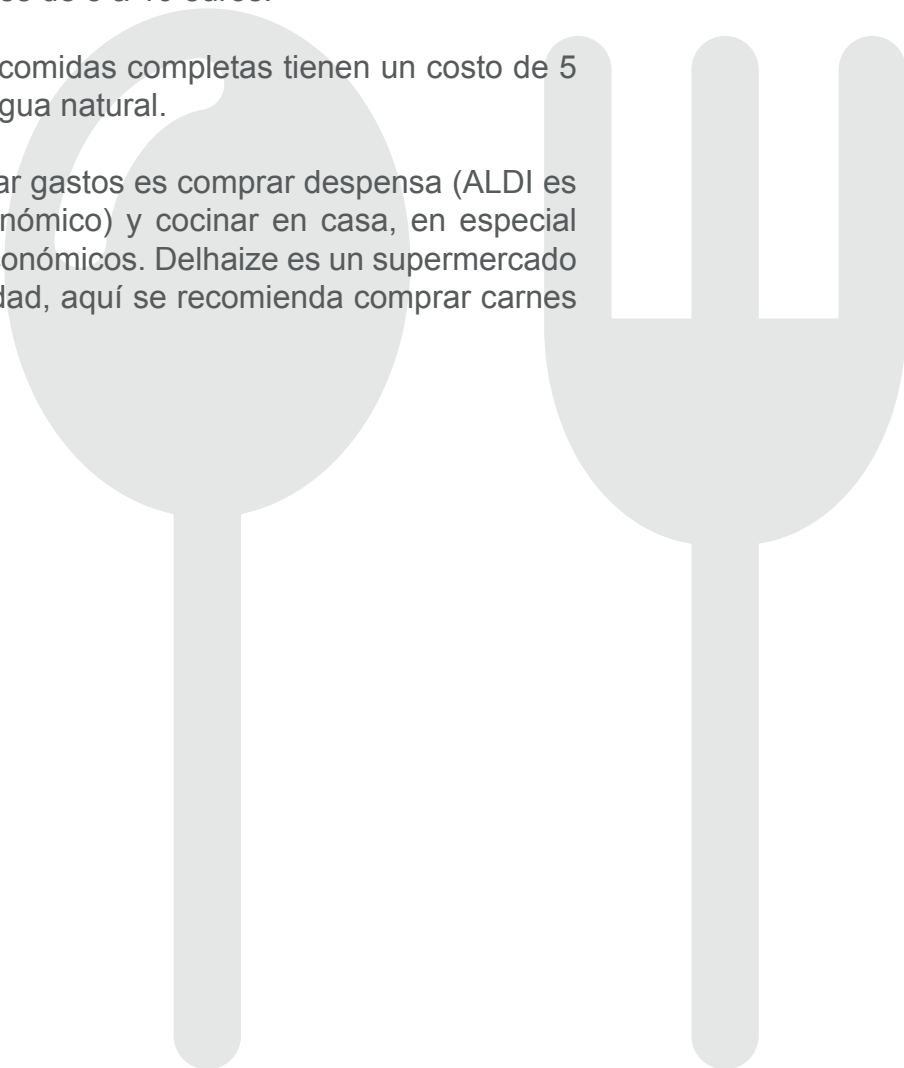 comidas completas tienen un costo de 5
gua natural.
ar gastos es comprar despensa (ALDI es
nómico) y cocinar en casa, en especial
onómicos. Delhaize es un supermercado
dad, aquí se recomienda comprar carnes